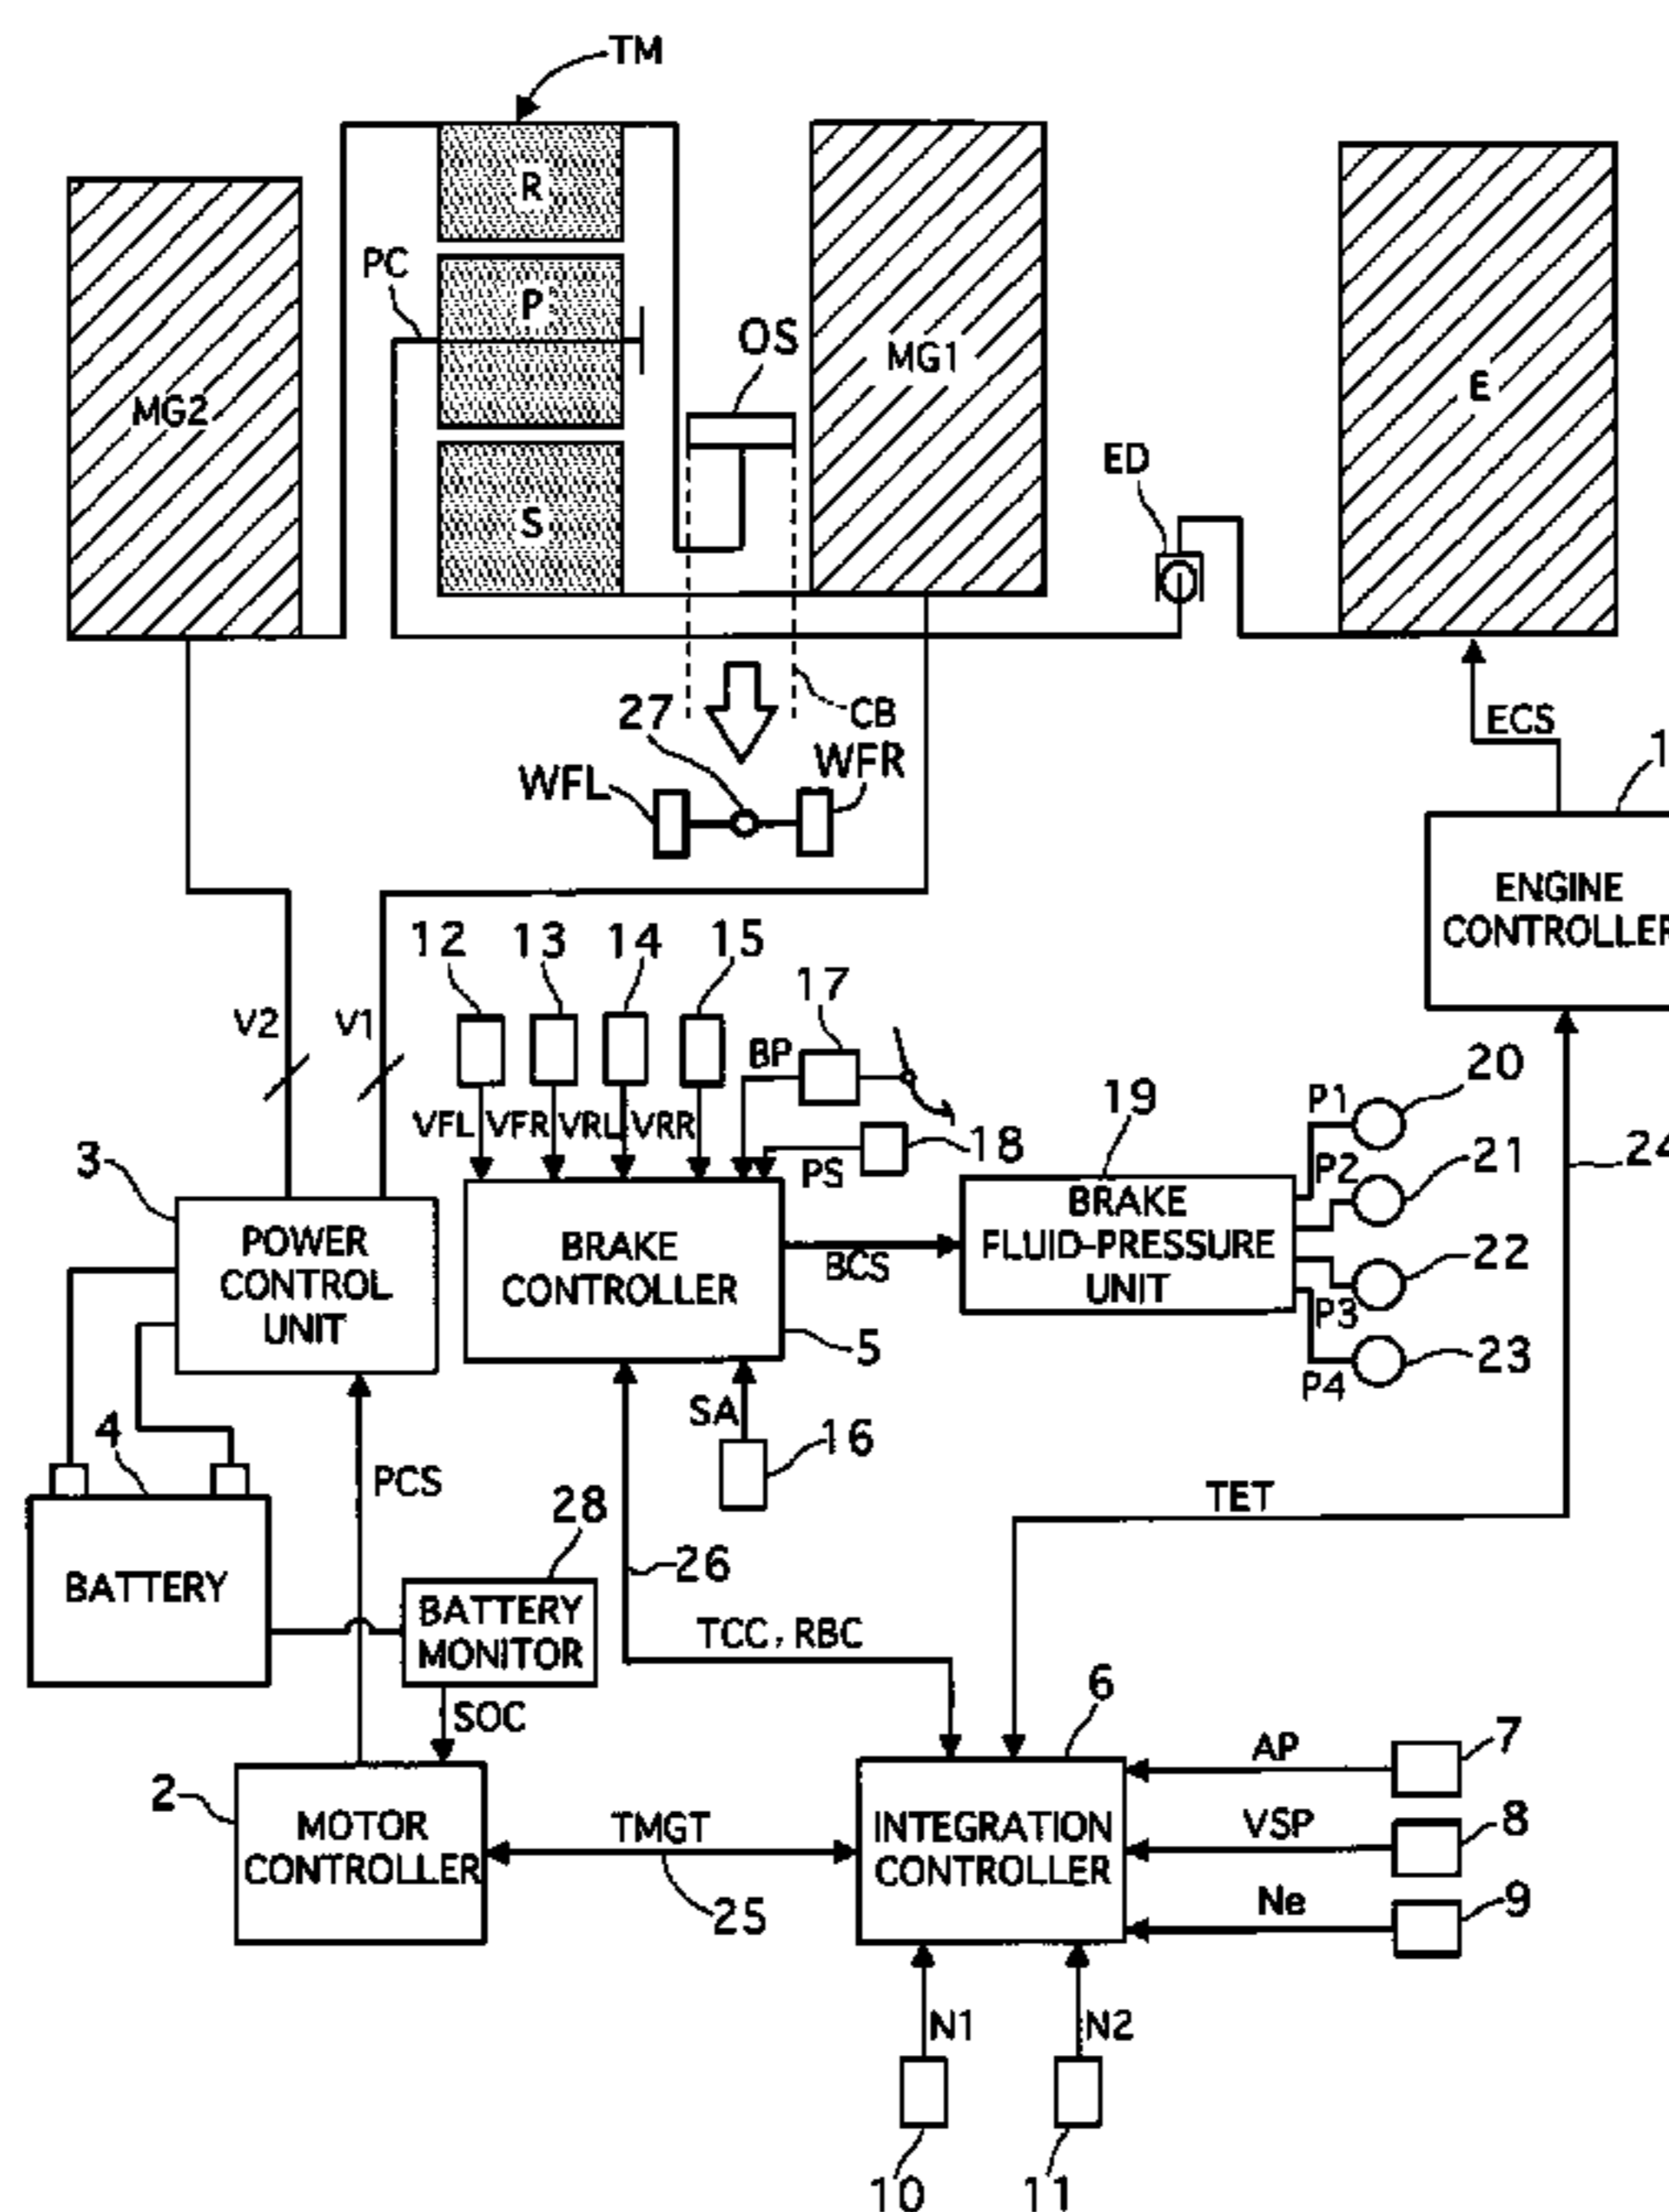 TM
R
PC
P
OS
MG1
E
MG2
ED
S
27
CB
ECS
WFL
WFR
1
ENGINE
CONTROLLER
12
13
14
15
17
V2
V1
BP
20
P1
19
VFL
VFR
VRL
VRR
18
PS
3
P2
21
24
BRAKE
FLUID-PRESSURE
UNIT
POWER
CONTROL
UNIT
BRAKE
CONTROLLER
BCS
22
P3
5
23
P4
4
SA
16
PCS
28
TET
26
BATTERY
BATTERY
MONITOR
TCC, RBC
6
SOC
AP
7
2
MOTOR
CONTROLLER
TMGT
INTEGRATION
CONTROLLER
VSP
8
25
Ne
9
N1
N2
10
11